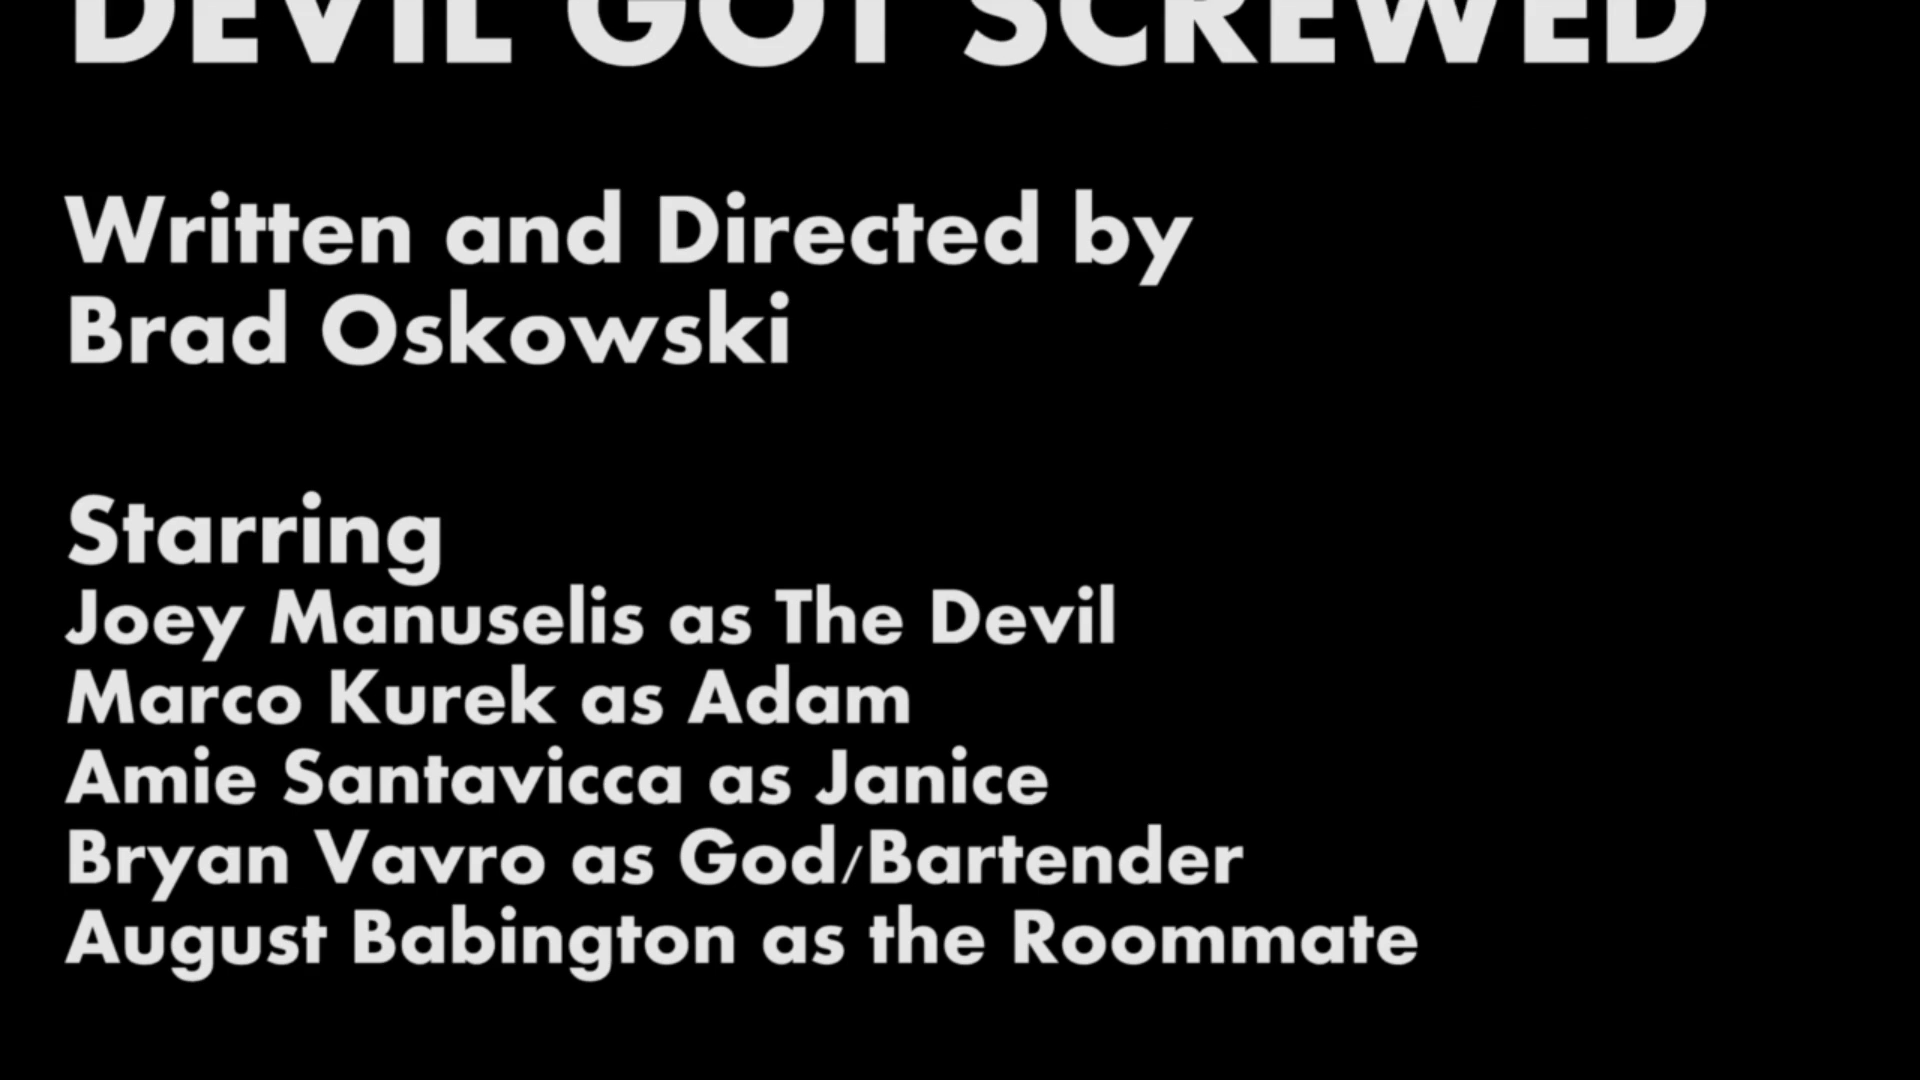 DEVIL GOT SCREWED
Written and Directed by
Brad Oskowski
Starring
Joey Manuselis as The Devil
Marco Kurek as Adam
Amie Santavicca as Janice
Bryan Vavro as God/Bartender
August Babington as the Roommate